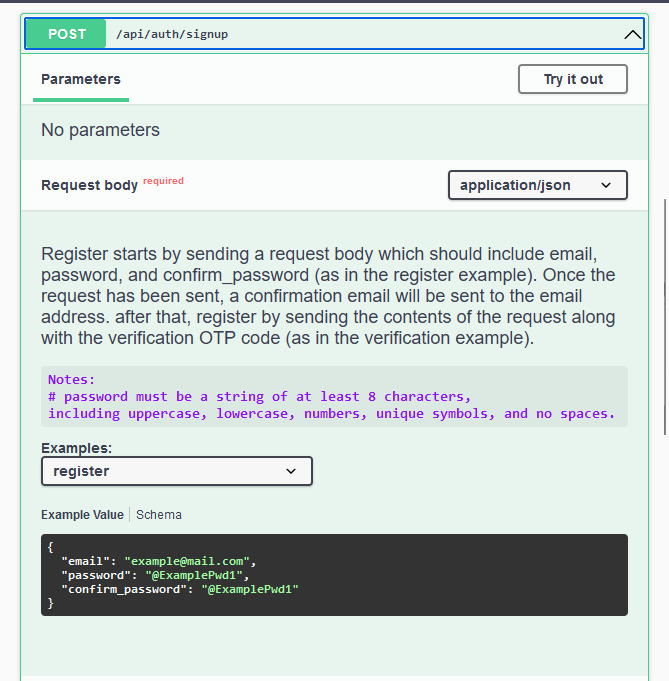 POST /api/auth/signup
Parameters
Try it out
No parameters
Request body required
application/json
Register starts by sending a request body which should include email,
password, and confirm_password (as in the register example). Once the
request has been sent, a confirmation email will be sent to the email
address. after that, register by sending the contents of the request along
with the verification OTP code (as in the verification example).
Notes:
# password must be a string of at least 8 characters,
including uppercase, lowercase, numbers, unique symbols, and no spaces.
Examples:
register
Example Value Schema
{
"email": "example@mail.com",
"password": "@ExamplePwd1",
"confirm_password": "@ExamplePwd1"
}